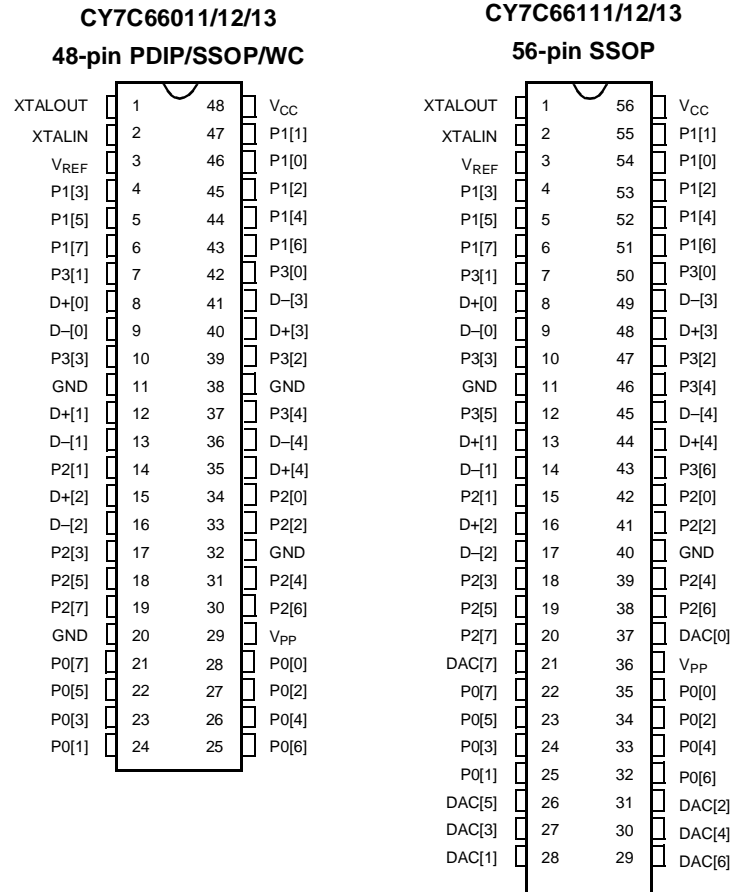 CY7C66011/12/13
48-pin PDIP/SSOP/WC
XTALOUT 1 48 VCC
XTALIN 2 47 P1[1]
VREF 3 46 P1[0]
P1[3] 4 45 P1[2]
P1[5] 5 44 P1[4]
P1[7] 6 43 P1[6]
P3[1] 7 42 P3[0]
D+[0] 8 41 D–[3]
D–[0] 9 40 D+[3]
P3[3] 10 39 P3[2]
GND 11 38 GND
D+[1] 12 37 P3[4]
D–[1] 13 36 D–[4]
P2[1] 14 35 D+[4]
D+[2] 15 34 P2[0]
D–[2] 16 33 P2[2]
P2[3] 17 32 GND
P2[5] 18 31 P2[4]
P2[7] 19 30 P2[6]
GND 20 29 VPP
P0[7] 21 28 P0[0]
P0[5] 22 27 P0[2]
P0[3] 23 26 P0[4]
P0[1] 24 25 P0[6]
CY7C66111/12/13
56-pin SSOP
XTALOUT 1 56 VCC
XTALIN 2 55 P1[1]
VREF 3 54 P1[0]
P1[3] 4 53 P1[2]
P1[5] 5 52 P1[4]
P1[7] 6 51 P1[6]
P3[1] 7 50 P3[0]
D+[0] 8 49 D–[3]
D–[0] 9 48 D+[3]
P3[3] 10 47 P3[2]
GND 11 46 P3[4]
P3[5] 12 45 D–[4]
D+[1] 13 44 D+[4]
D–[1] 14 43 P3[6]
P2[1] 15 42 P2[0]
D+[2] 16 41 P2[2]
D–[2] 17 40 GND
P2[3] 18 39 P2[4]
P2[5] 19 38 P2[6]
P2[7] 20 37 DAC[0]
DAC[7] 21 36 VPP
P0[7] 22 35 P0[0]
P0[5] 23 34 P0[2]
P0[3] 24 33 P0[4]
P0[1] 25 32 P0[6]
DAC[5] 26 31 DAC[2]
DAC[3] 27 30 DAC[4]
DAC[1] 28 29 DAC[6]